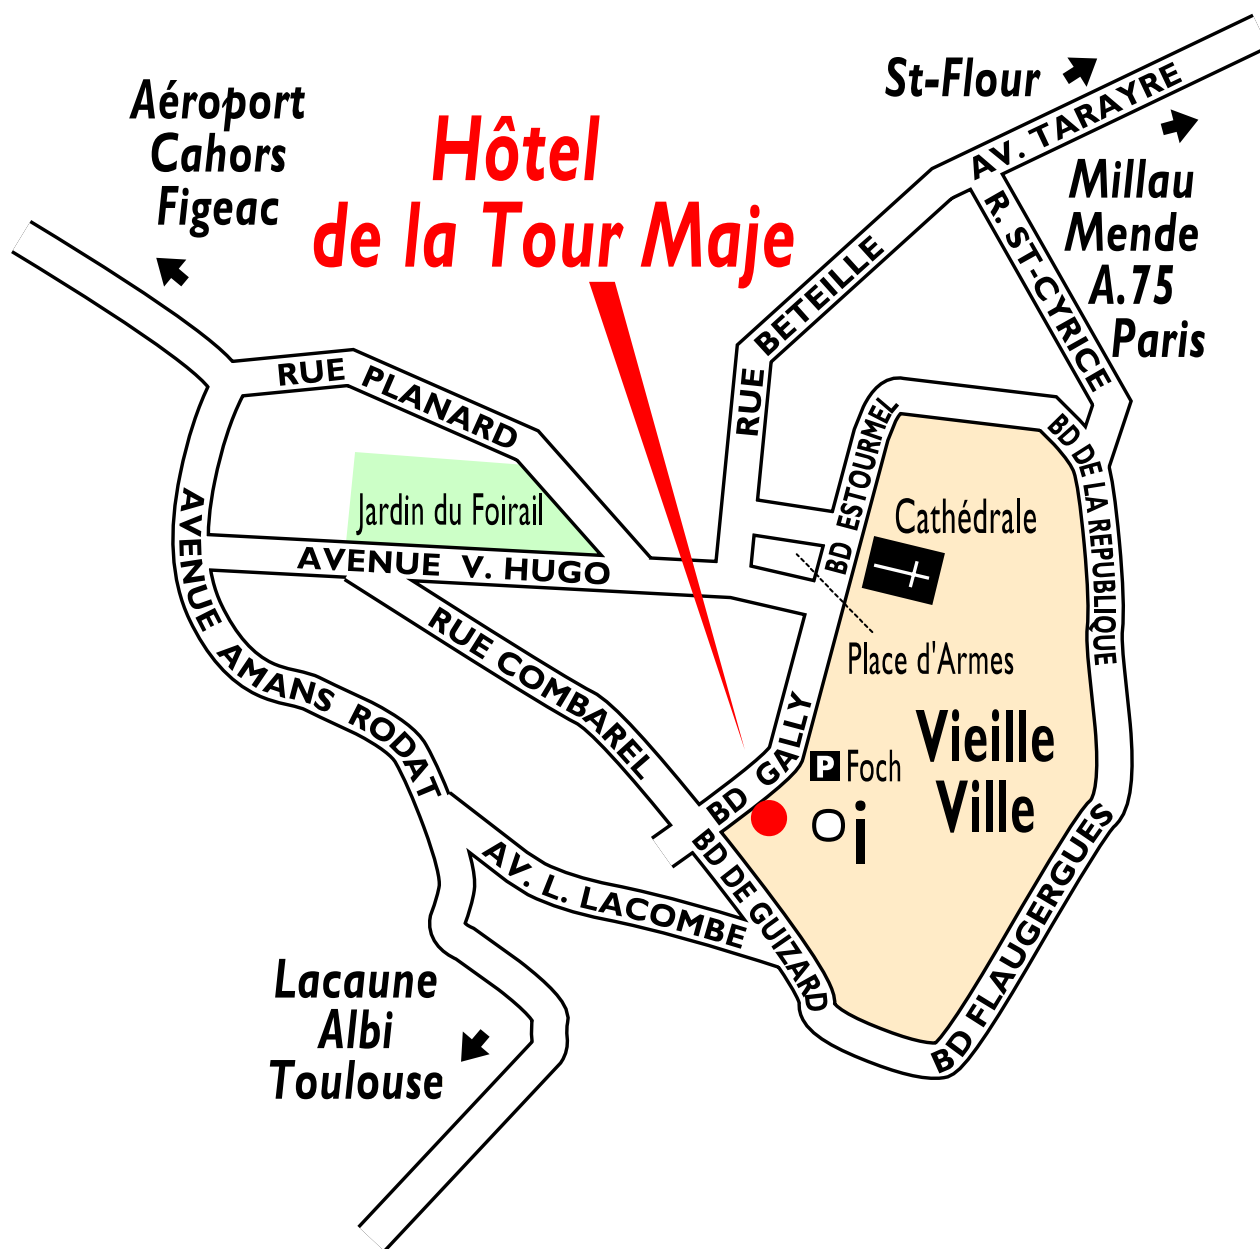 St-Flour
Aéroport
Cahors
Figeac
Hôtel
de la Tour Maje
AV. TARAYRE
Millau
Mende
A.75
Paris
R. ST-CYRICE
RUE BETEILLE
RUE PLANARD
BD ESTOURMEL
BD DE LA REPUBLIQUE
Jardin du Foirail
Cathédrale
AVENUE V. HUGO
AVENUE AMANS RODAT
RUE COMBAREL
Place d'Armes
BD GALLY
Vieille
Ville
P Foch
i
BD DE GUIZARD
AV. L. LACOMBE
BD FLAUGERGUES
Lacaune
Albi
Toulouse